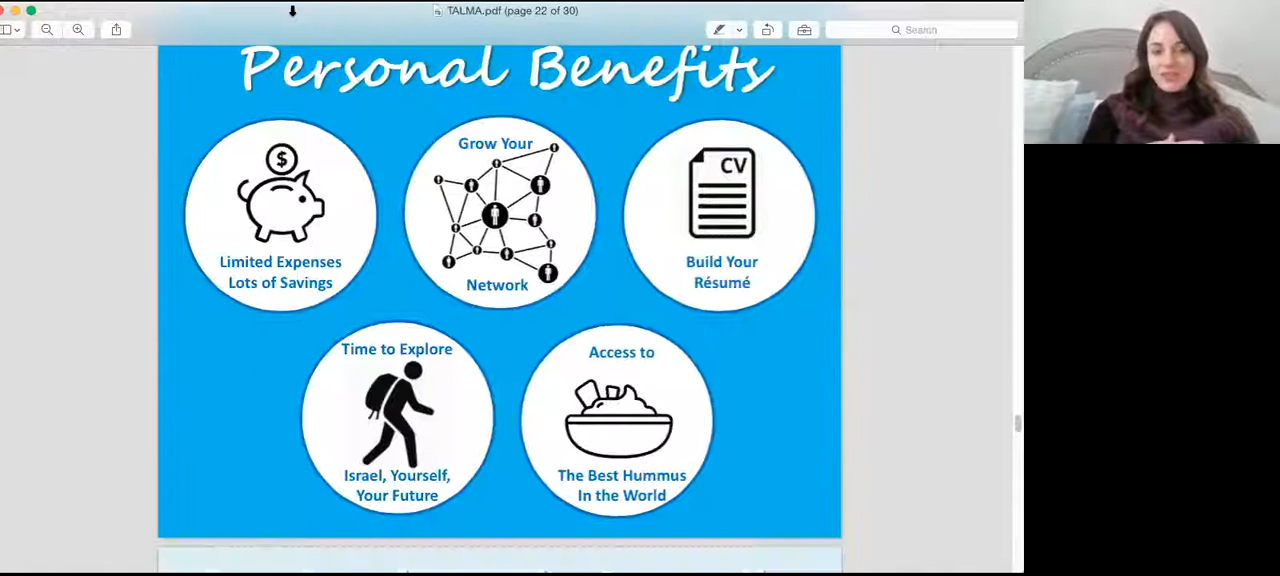 TALMA.pdf (page 22 of 30)
Search
Personal Benefits
$
Limited Expenses
Lots of Savings
Grow Your
Network
CV
Build Your
Résumé
Time to Explore
Israel, Yourself,
Your Future
Access to
The Best Hummus
In the World